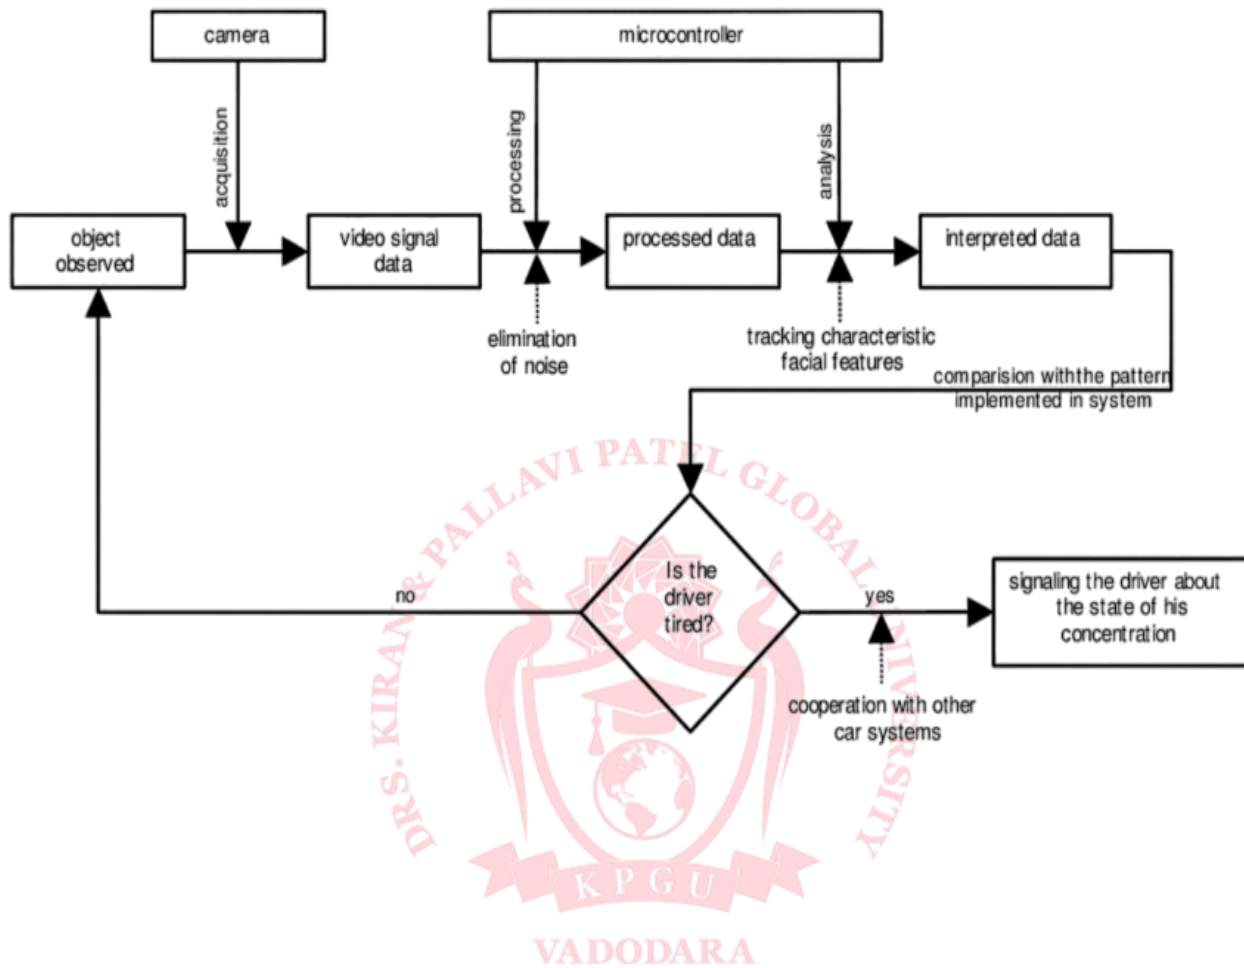 camera
microcontroller
acquisition
processing
analysis
object
observed
video signal
data
processed data
interpreted data
elimination
of noise
tracking characteristic
facial features
comparision withthe pattern
implemented in system
Is the
driver
tired?
no
yes
signaling the driver about
the state of his
concentration
cooperation with other
car systems
DRS. KIRAN & PALLAVI PATEL GLOBAL UNIVERSITY
KPGU
VADODARA